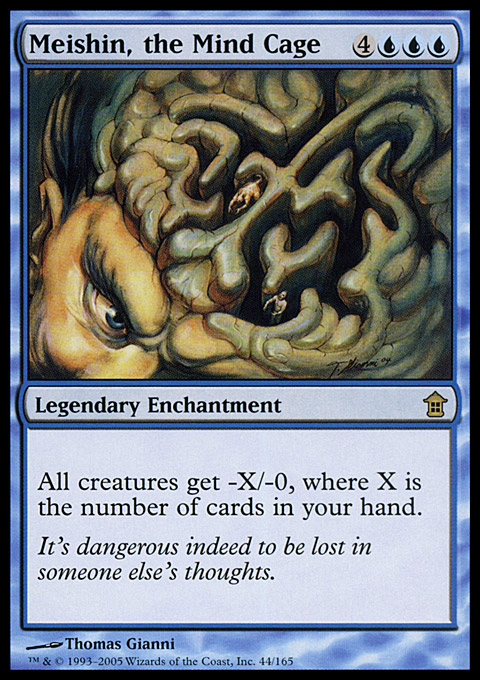 Meishin, the Mind Cage 4
Legendary Enchantment
All creatures get -X/-0, where X is
the number of cards in your hand.
It's dangerous indeed to be lost in
someone else's thoughts.
Thomas Gianni
™ & © 1993–2005 Wizards of the Coast, Inc. 44/165